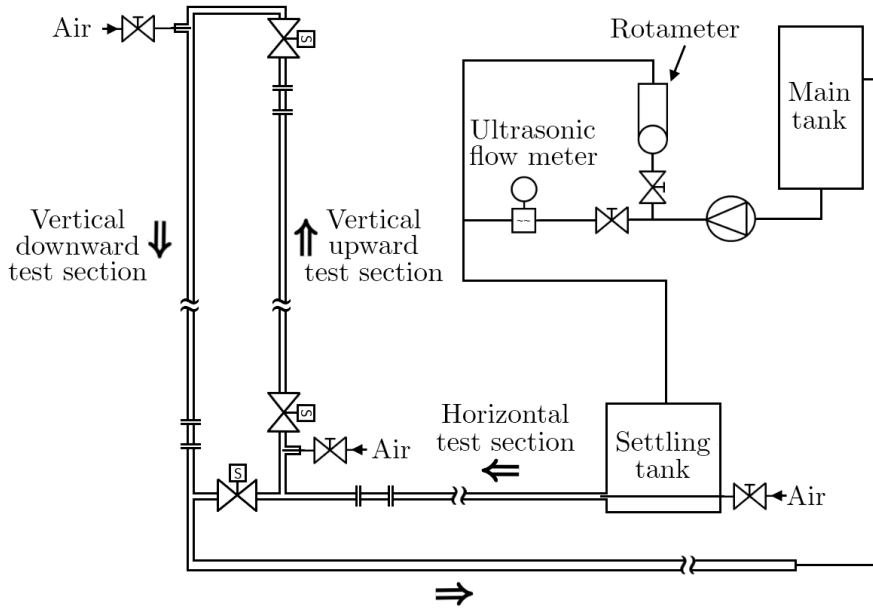 Air
S
Rotameter
Main
tank
Ultrasonic
flow meter
~~
Vertical
downward
test section
Vertical
upward
test section
S
Horizontal
test section
Air
Settling
tank
S
Air